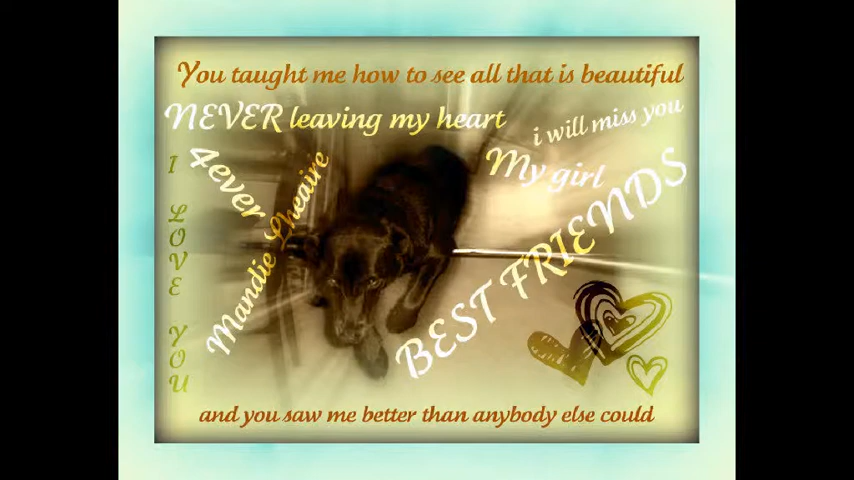 You taught me how to see all that is beautiful
NEVER leaving my heart
i will miss you
My girl
4ever
Mandie Lheaire
I LOVE YOU
BEST FRIENDS
and you saw me better than anybody else could